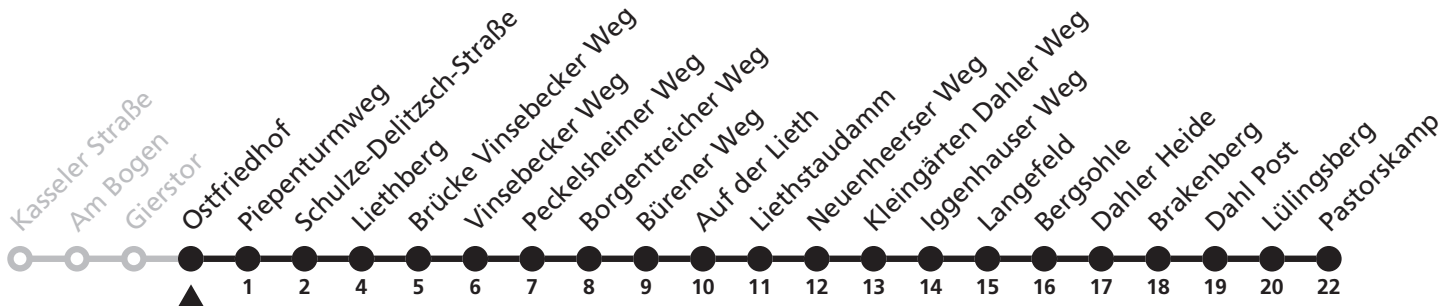 Kasseler Straße
Am Bogen
Gierstor
Ostfriedhof
Piepenturmweg
Schulze-Delitzsch-Straße
Liethberg
Brücke Vinsebecker Weg
Vinsebecker Weg
Peckelsheimer Weg
Borgentreicher Weg
Bürener Weg
Auf der Lieth
Liethstaudamm
Neuenheerser Weg
Kleingärten Dahler Weg
Iggenhauser Weg
Langefeld
Bergsohle
Dahler Heide
Brakenberg
Dahl Post
Lülingsberg
Pastorskamp
1 2 4 5 6 7 8 9 10 11 12 13 14 15 16 17 18 19 20 22